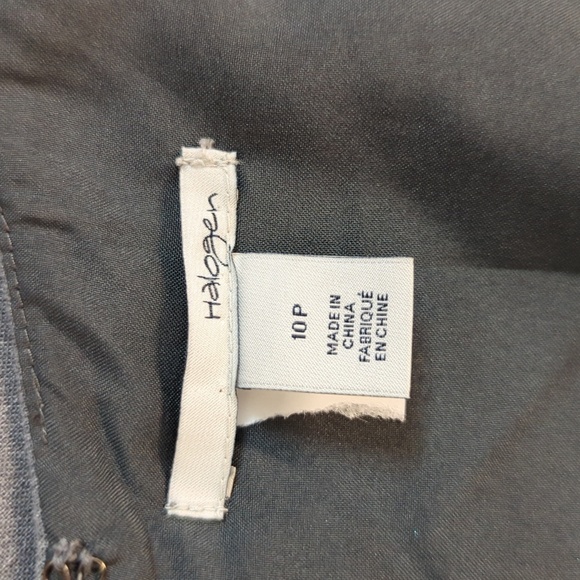 Halogen
10 P
MADE IN
CHINA
FABRIQUÉ
EN CHINE